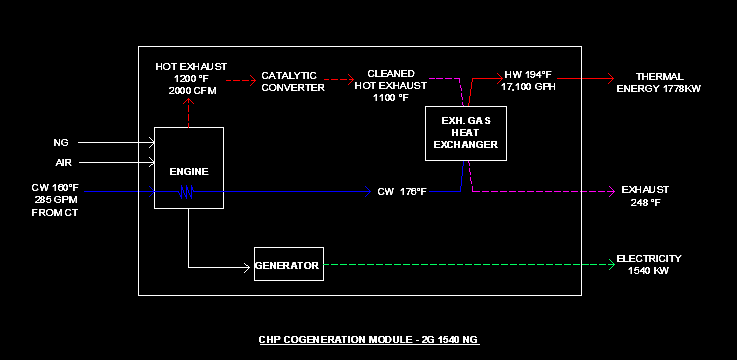 HOT EXHAUST
1200 °F
2000 CFM
CATALYTIC
CONVERTER
CLEANED
HOT EXHAUST
1100 °F
HW 194°F
17,100 GPH
THERMAL
ENERGY 1778KW
EXH. GAS
HEAT
EXCHANGER
NG
AIR
ENGINE
CW 160°F
285 GPM
FROM CT
CW 176°F
EXHAUST
248 °F
GENERATOR
ELECTRICITY
1540 KW
CHP COGENERATION MODULE - 2G 1540 NG